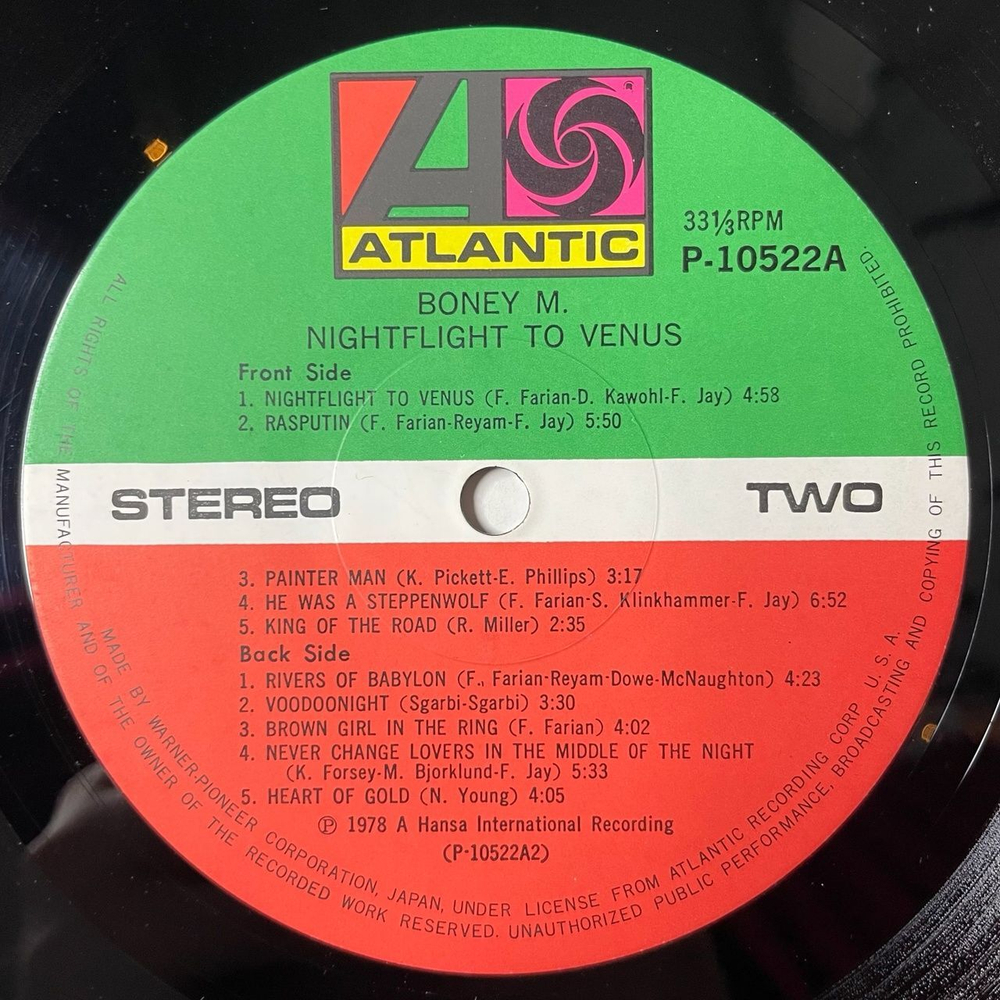 ATLANTIC
®
33⅓RPM
P-10522A
BONEY M.
NIGHTFLIGHT TO VENUS
Front Side
1. NIGHTFLIGHT TO VENUS (F. Farian-D. Kawohl-F. Jay) 4:58
2. RASPUTIN (F. Farian-Reyam-F. Jay) 5:50
STEREO
TWO
3. PAINTER MAN (K. Pickett-E. Phillips) 3:17
4. HE WAS A STEPPENWOLF (F. Farian-S. Klinkhammer-F. Jay) 6:52
5. KING OF THE ROAD (R. Miller) 2:35
Back Side
1. RIVERS OF BABYLON (F., Farian-Reyam-Dowe-McNaughton) 4:23
2. VOODOONIGHT (Sgarbi-Sgarbi) 3:30
3. BROWN GIRL IN THE RING (F. Farian) 4:02
4. NEVER CHANGE LOVERS IN THE MIDDLE OF THE NIGHT
(K. Forsey-M. Bjorklund-F. Jay) 5:33
5. HEART OF GOLD (N. Young) 4:05
℗ 1978 A Hansa International Recording
(P-10522A2)
MADE BY WARNER-PIONEER CORPORATION, JAPAN, UNDER LICENSE FROM ATLANTIC RECORDING CORP U. S. A.
ALL RIGHTS OF THE MANUFACTURER AND OF THE OWNER OF THE RECORDED WORK RESERVED. UNAUTHORIZED PUBLIC PERFORMANCE, BROADCASTING AND COPYING OF THIS RECORD PROHIBITED.